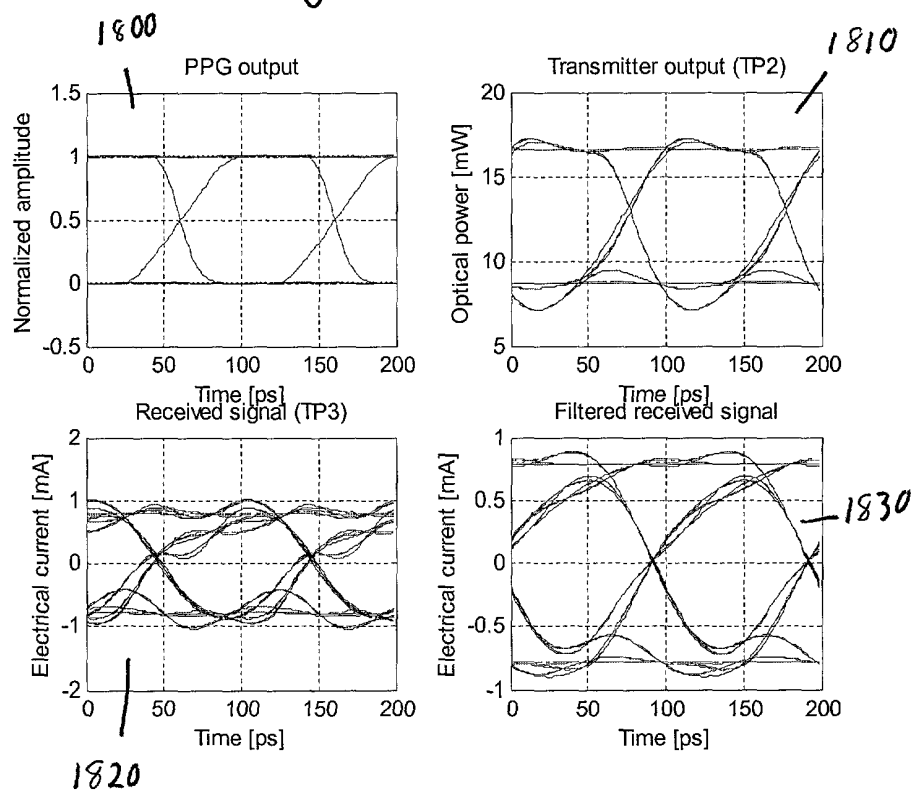 1800
PPG output
Normalized amplitude
1.5
1
0.5
0
-0.5
0 50 100 150 200
Time [ps]
1810
Transmitter output (TP2)
Optical power [mW]
20
15
10
5
0 50 100 150 200
Time [ps]
Received signal (TP3)
Electrical current [mA]
2
1
0
-1
-2
0 50 100 150 200
Time [ps]
1820
Filtered received signal
Electrical current [mA]
1
0.5
0
-0.5
-1
0 50 100 150 200
Time [ps]
1830